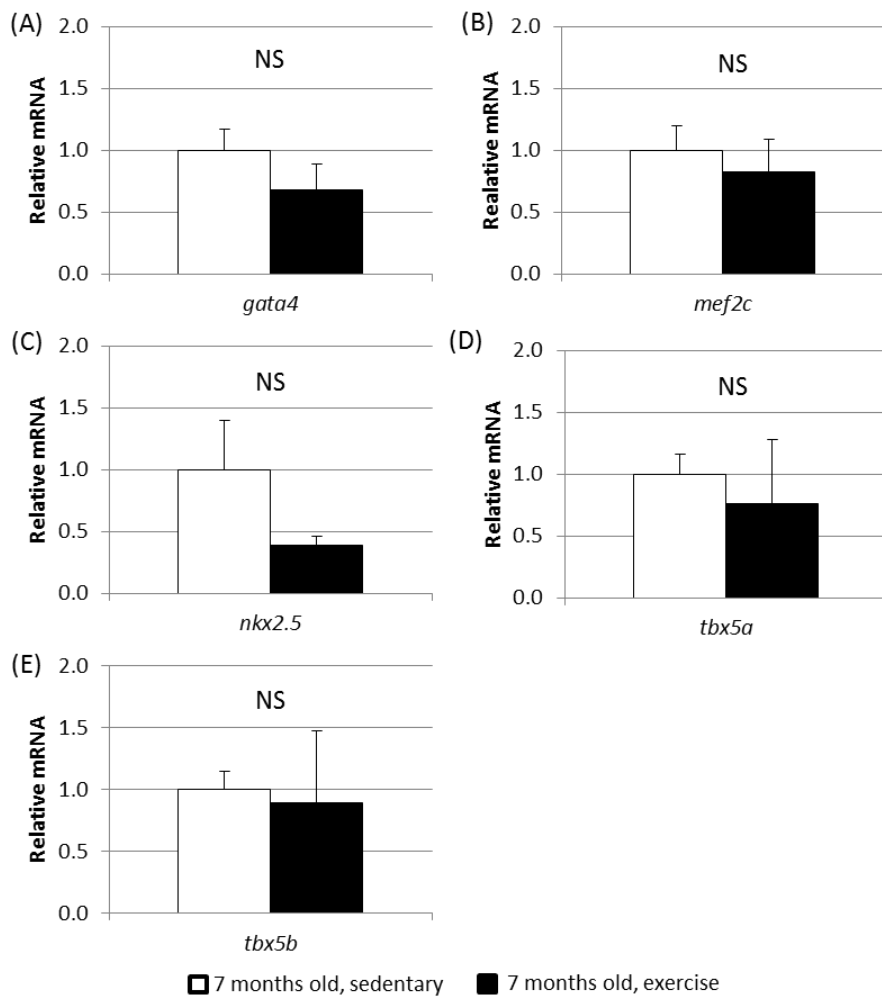 (A)
2.0
1.5
1.0
0.5
0.0
Relative mRNA
NS
gata4
(B)
2.0
1.5
1.0
0.5
0.0
Realative mRNA
NS
mef2c
(C)
2.0
1.5
1.0
0.5
0.0
Relative mRNA
NS
nkx2.5
(D)
2.0
1.5
1.0
0.5
0.0
Relative mRNA
NS
tbx5a
(E)
2.0
1.5
1.0
0.5
0.0
Relative mRNA
NS
tbx5b
7 months old, sedentary 7 months old, exercise